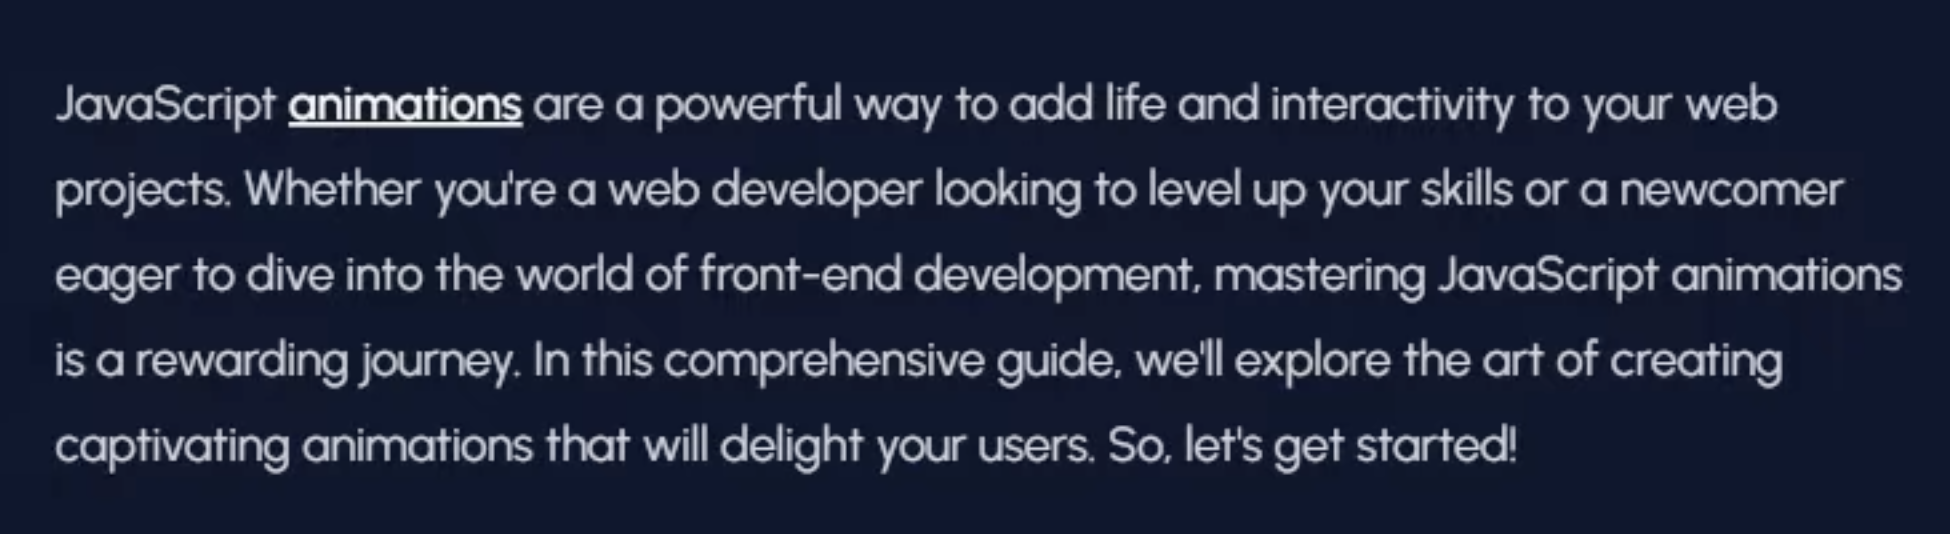 JavaScript animations are a powerful way to add life and interactivity to your web
projects. Whether you're a web developer looking to level up your skills or a newcomer
eager to dive into the world of front-end development, mastering JavaScript animations
is a rewarding journey. In this comprehensive guide, we'll explore the art of creating
captivating animations that will delight your users. So, let's get started!